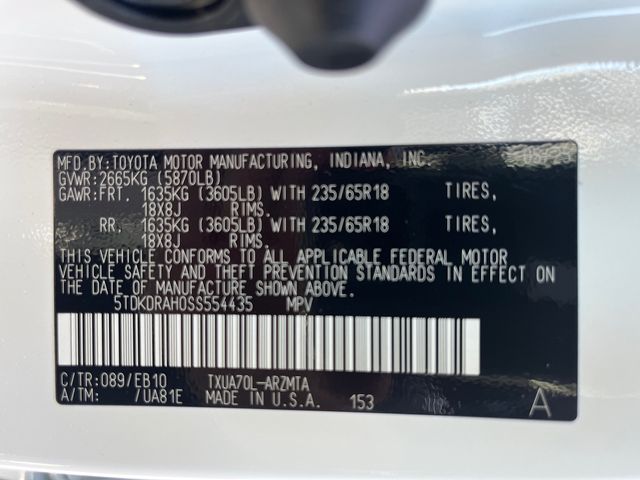 MFD.BY:TOYOTA MOTOR MANUFACTURING, INDIANA, INC.
GVWR:2665KG (5870LB)
GAWR:FRT. 1635KG (3605LB) WITH 235/65R18 TIRES,
18X8J RIMS.
RR. 1635KG (3605LB) WITH 235/65R18 TIRES,
18X8J RIMS.
THIS VEHICLE CONFORMS TO ALL APPLICABLE FEDERAL MOTOR
VEHICLE SAFETY AND THEFT PREVENTION STANDARDS IN EFFECT ON
THE DATE OF MANUFACTURE SHOWN ABOVE.
5TDKDRAH0SS554435 MPV
C/TR:089/EB10 TXUA70L-ARZMTA
A/TM: /UA81E MADE IN U.S.A. 153 A